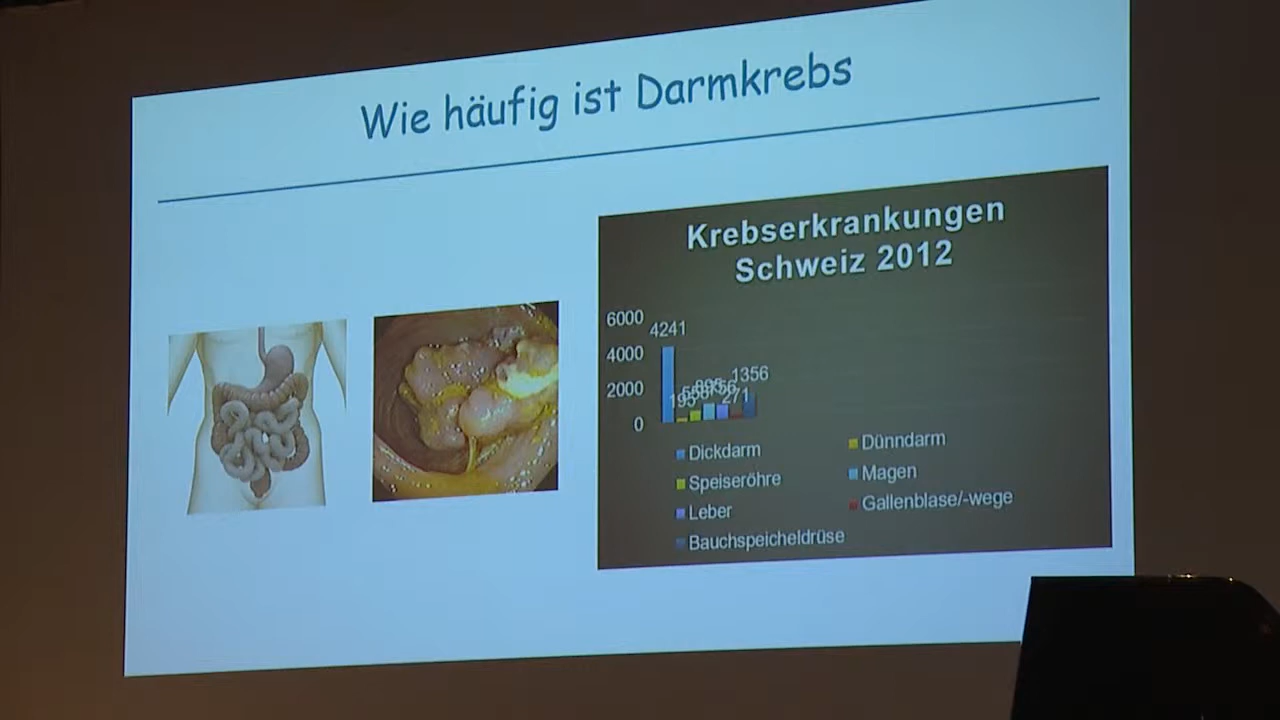 Wie häufig ist Darmkrebs
Krebserkrankungen
Schweiz 2012
6000
4241
4000
1356
2000
195
271
0
Dickdarm
Dünndarm
Speiseröhre
Magen
Leber
Gallenblase/-wege
Bauchspeicheldrüse